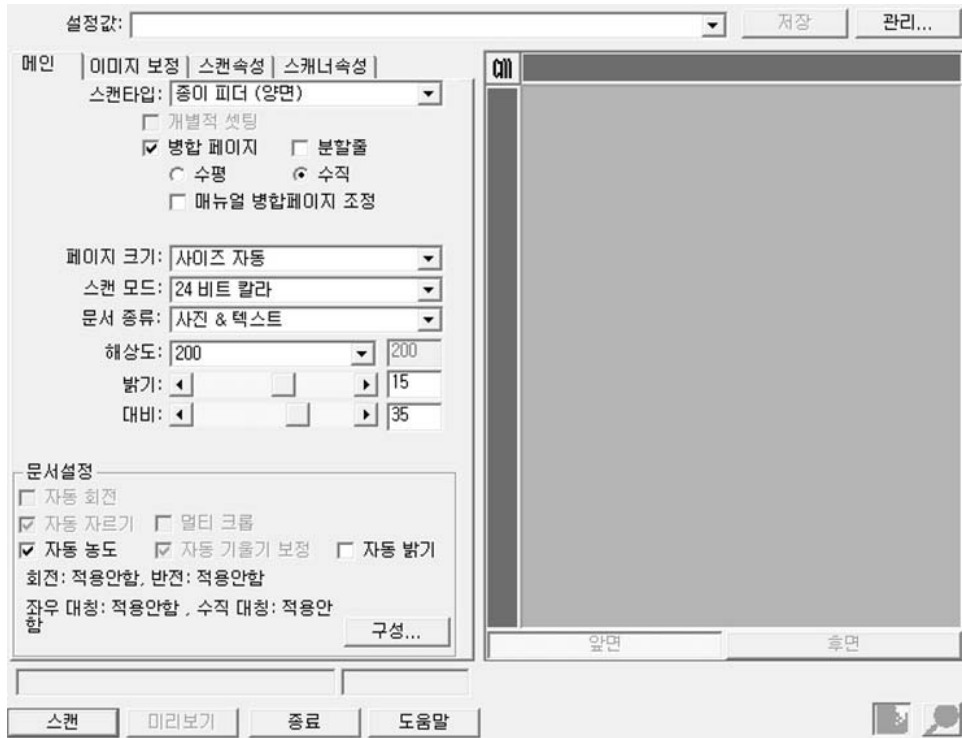 설정값: 저장 관리...
메인 이미지 보정 스캔속성 스캐너속성 cm
스캔타입: 종이 피더 (양면)
개별적 셋팅
병합 페이지 분할줄
수평 수직
매뉴얼 병합페이지 조정
페이지 크기: 사이즈 자동
스캔 모드: 24 비트 칼라
문서 종류: 사진 & 텍스트
해상도: 200 200
밝기: 15
대비: 35
문서설정
자동 회전
자동 자르기 멀티 크롭
자동 농도 자동 기울기 보정 자동 밝기
회전: 적용안함, 반전: 적용안함
좌우 대칭: 적용안함 , 수직 대칭: 적용안
함
구성...
앞면 후면
스캔 미리보기 종료 도움말